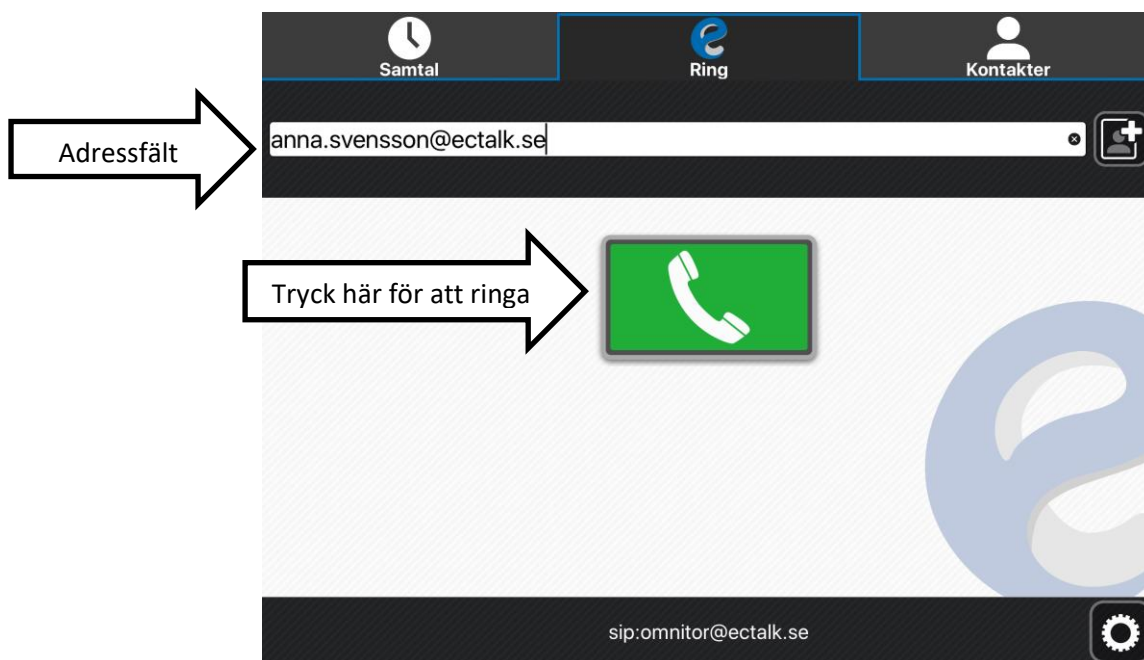 Samtal
Ring
Kontakter
Adressfält
anna.svensson@ectalk.se
Tryck här för att ringa
sip:omnitor@ectalk.se